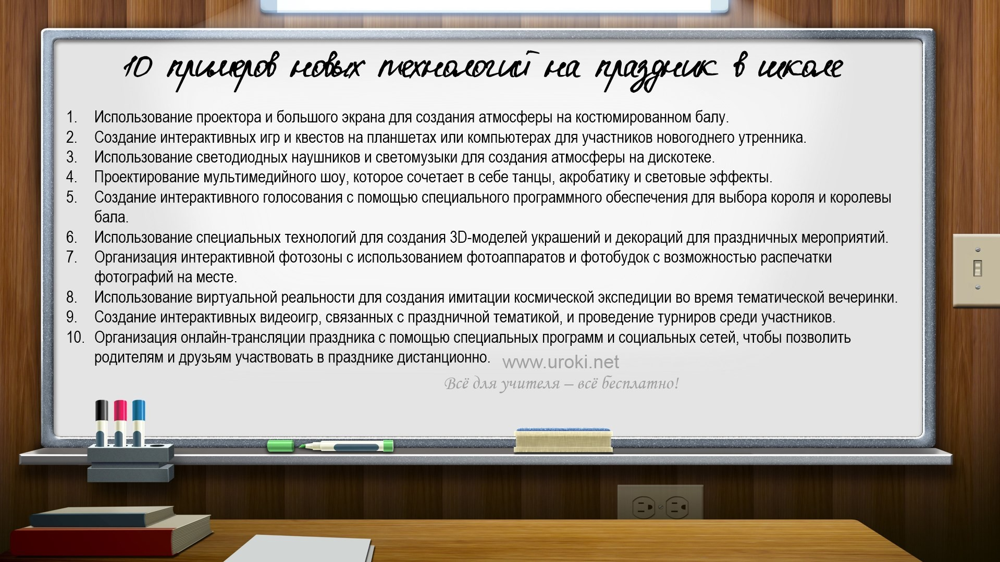 10 примеров новых технологий на праздник в школе
1. Использование проектора и большого экрана для создания атмосферы на костюмированном балу.
2. Создание интерактивных игр и квестов на планшетах или компьютерах для участников новогоднего утренника.
3. Использование светодиодных наушников и светомузыки для создания атмосферы на дискотеке.
4. Проектирование мультимедийного шоу, которое сочетает в себе танцы, акробатику и световые эффекты.
5. Создание интерактивного голосования с помощью специального программного обеспечения для выбора короля и королевы
бала.
6. Использование специальных технологий для создания 3D-моделей украшений и декораций для праздничных мероприятий.
7. Организация интерактивной фотозоны с использованием фотоаппаратов и фотобудок с возможностью распечатки
фотографий на месте.
8. Использование виртуальной реальности для создания имитации космической экспедиции во время тематической вечеринки.
9. Создание интерактивных видеоигр, связанных с праздничной тематикой, и проведение турниров среди участников.
10. Организация онлайн-трансляции праздника с помощью специальных программ и социальных сетей, чтобы позволить
родителям и друзьям участвовать в празднике дистанционно.
www.uroki.net
Всё для учителя – всё бесплатно!